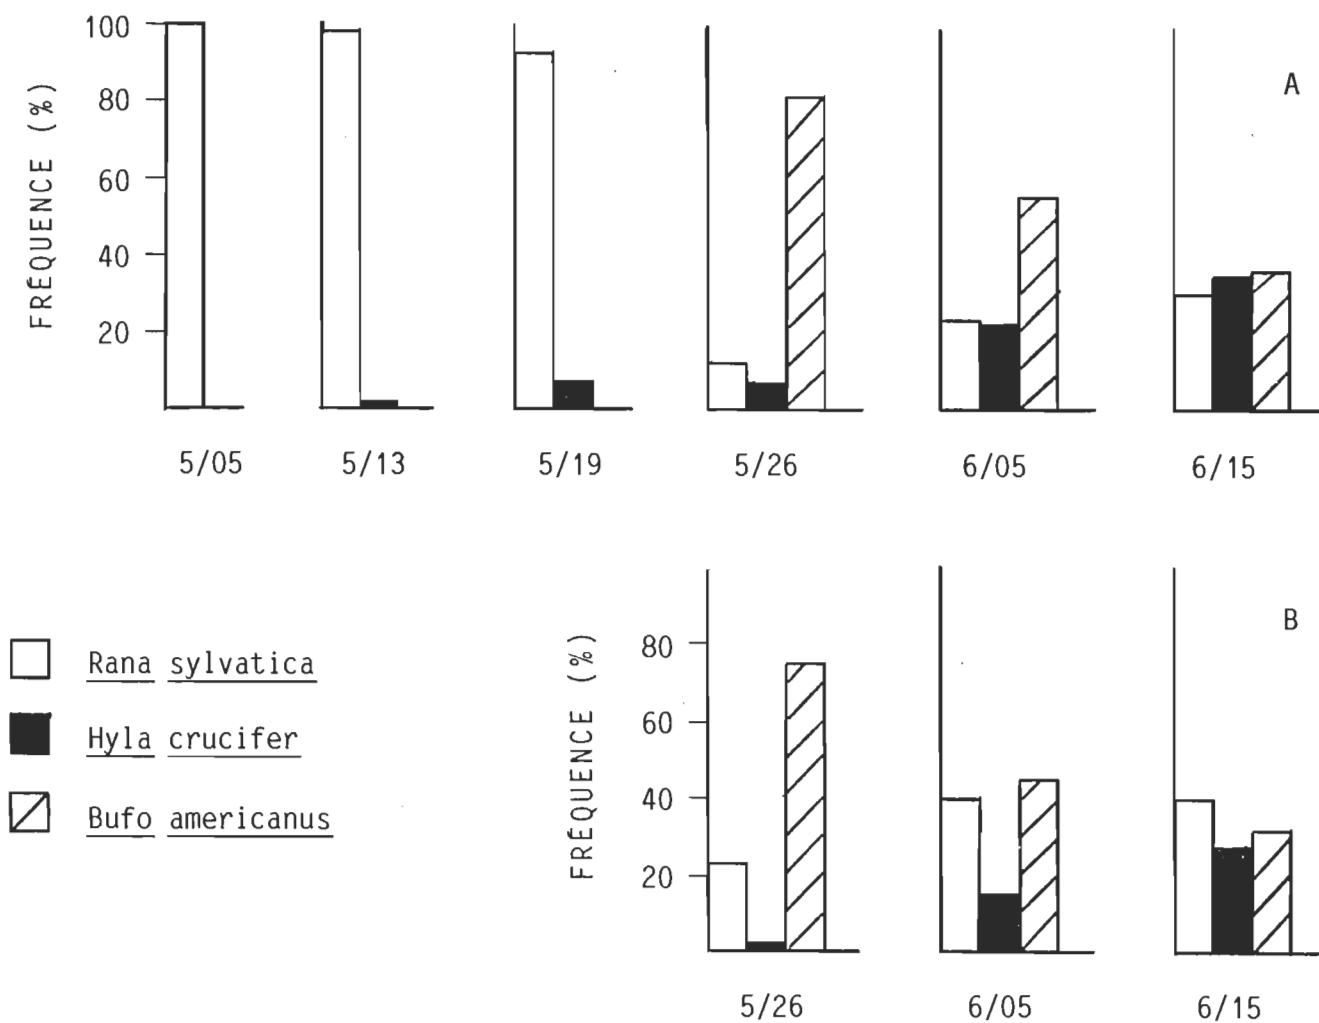 100
80
60
40
20
FRÉQUENCE (%)
A
5/05 5/13 5/19 5/26 6/05 6/15
B
80
60
40
20
FRÉQUENCE (%)
Rana sylvatica
Hyla crucifer
Bufo americanus
5/26 6/05 6/15